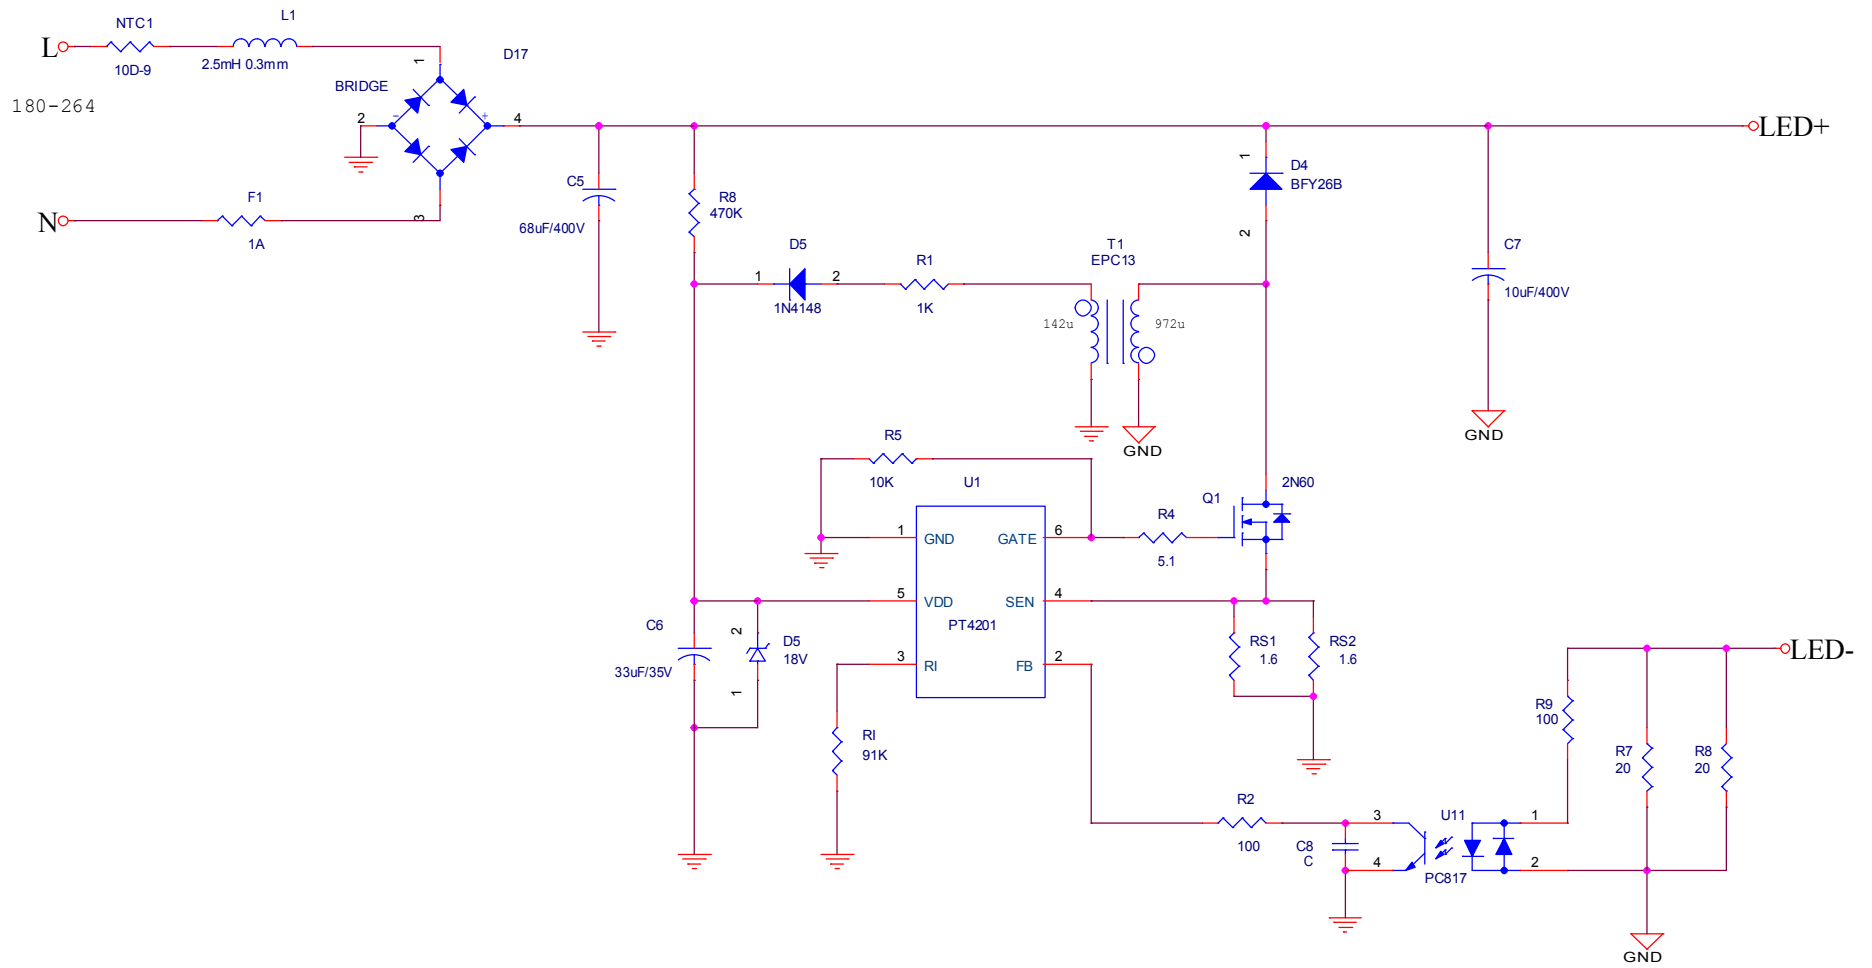 NTC1
L1
L
10D-9
2.5mH 0.3mm
1
D17
180-264
BRIDGE
2
-
+
4
LED+
F1
N
1A
3
C5
68uF/400V
R8
470K
1
D4
BFY26B
2
D5
1
2
1N4148
R1
1K
T1
EPC13
142u
972u
C7
10uF/400V
GND
GND
R5
10K
U1
2N60
Q1
1
GND
GATE
6
R4
5.1
5
VDD
SEN
4
PT4201
3
RI
FB
2
C6
33uF/35V
2
D5
18V
1
RS1
1.6
RS2
1.6
LED-
RI
91K
R9
100
R7
20
R8
20
R2
100
C8
C
3
4
U11
PC817
1
2
GND